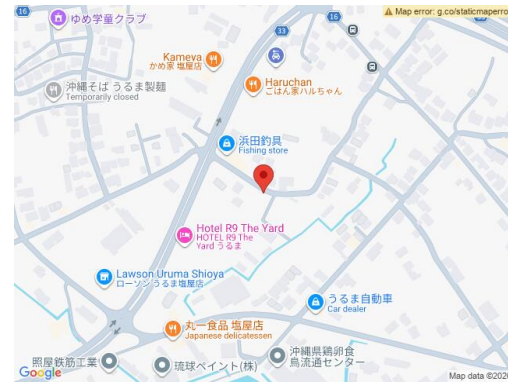 16
ゆめ学童クラブ
33
16
Map error: g.co/staticmaperro
Kameya
かめ家 塩屋店
沖縄そば うるま製麺
Temporarily closed
Haruchan
ごはん家ハルちゃん
浜田釣具
Fishing store
Hotel R9 The Yard
HOTEL R9 The
Yard うるま
Lawson Uruma Shioya
ローソン うるま塩屋店
うるま自動車
Car dealer
丸一食品 塩屋店
Japanese delicatessen
照屋鉄筋工業
琉球ペイント(株)
沖縄県鶏卵食
鳥流通センター
Google
Map data ©2026